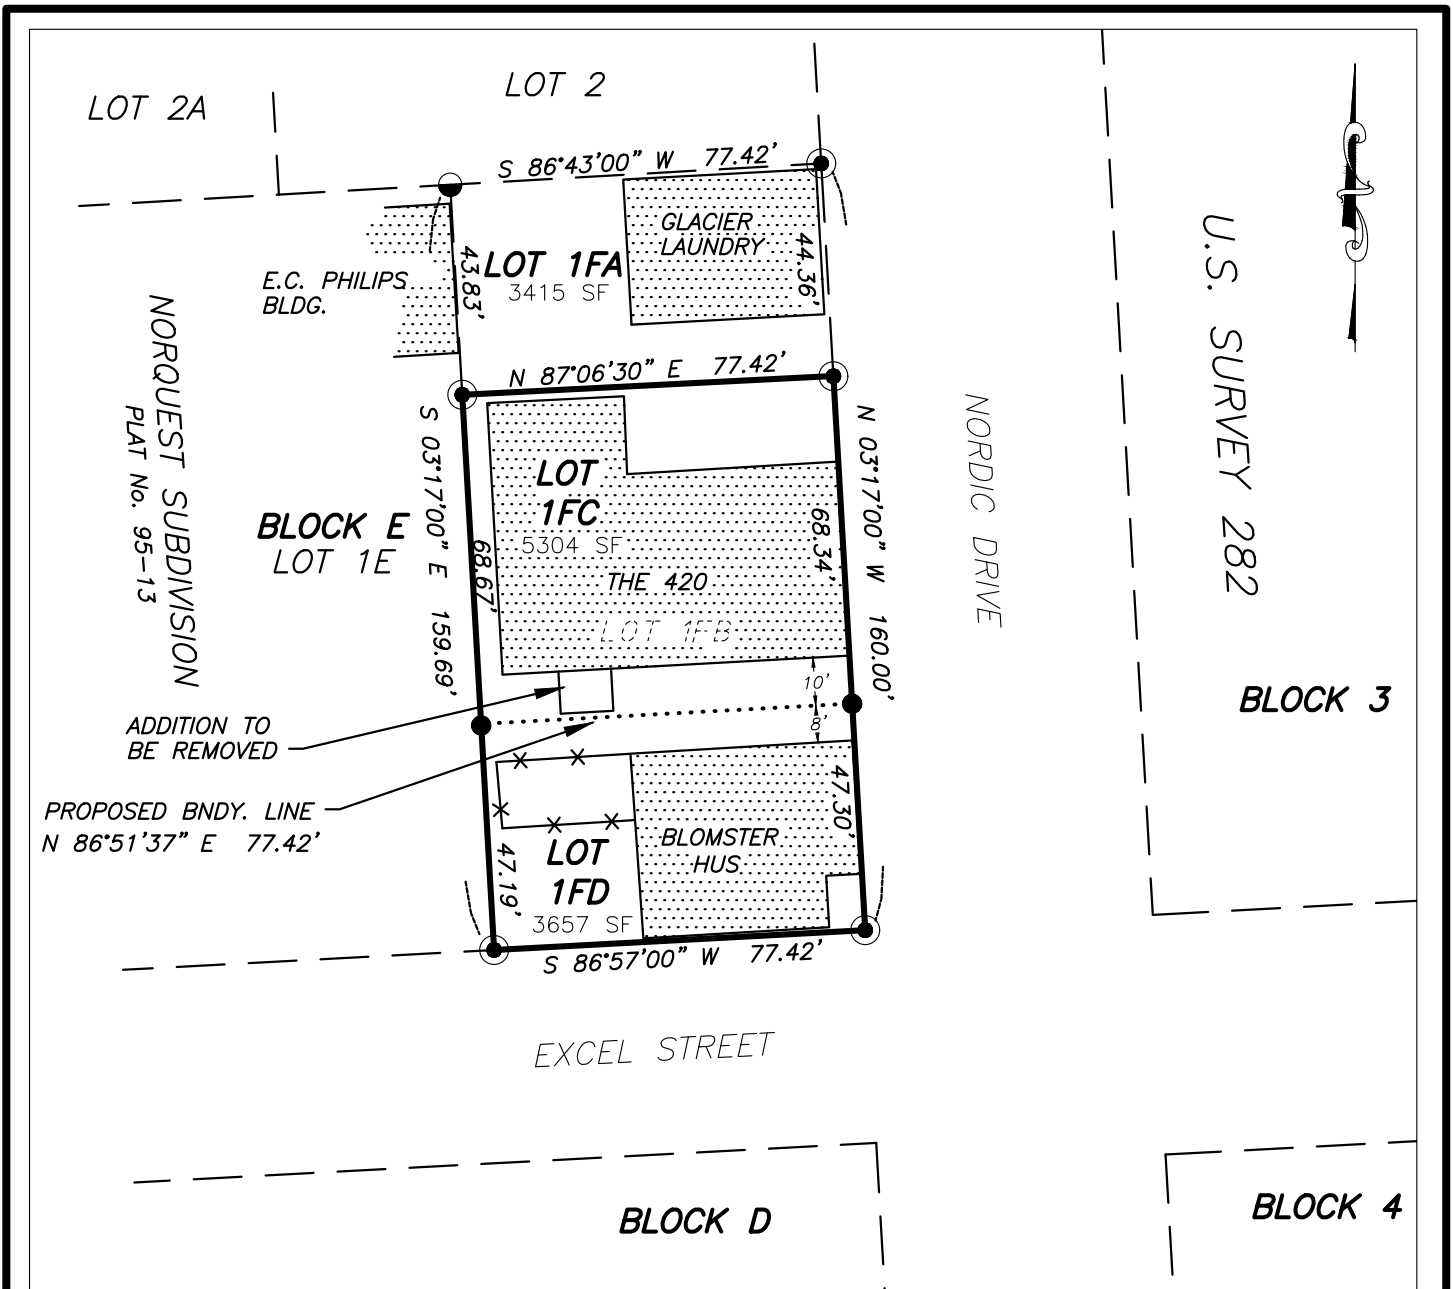 LOT 2A
LOT 2
S 86°43'00" W 77.42'
GLACIER
LAUNDRY
43.83'
LOT 1FA
3415 SF
44.36'
E.C. PHILIPS
BLDG.
NORQUEST SUBDIVISION
PLAT No. 95-13
N 87°06'30" E 77.42'
S 03°17'00" E 159.69'
N 03°17'00" W 160.00'
NORDIC DRIVE
U.S. SURVEY 282
BLOCK E
LOT 1E
LOT
1FC
5304 SF
68.67'
68.34'
THE 420
LOT 1FB
10'
8'
ADDITION TO
BE REMOVED
PROPOSED BNDY. LINE
N 86°51'37" E 77.42'
BLOCK 3
47.30'
BLOMSTER
HUS
LOT
1FD
3657 SF
47.19'
S 86°57'00" W 77.42'
EXCEL STREET
BLOCK D
BLOCK 4